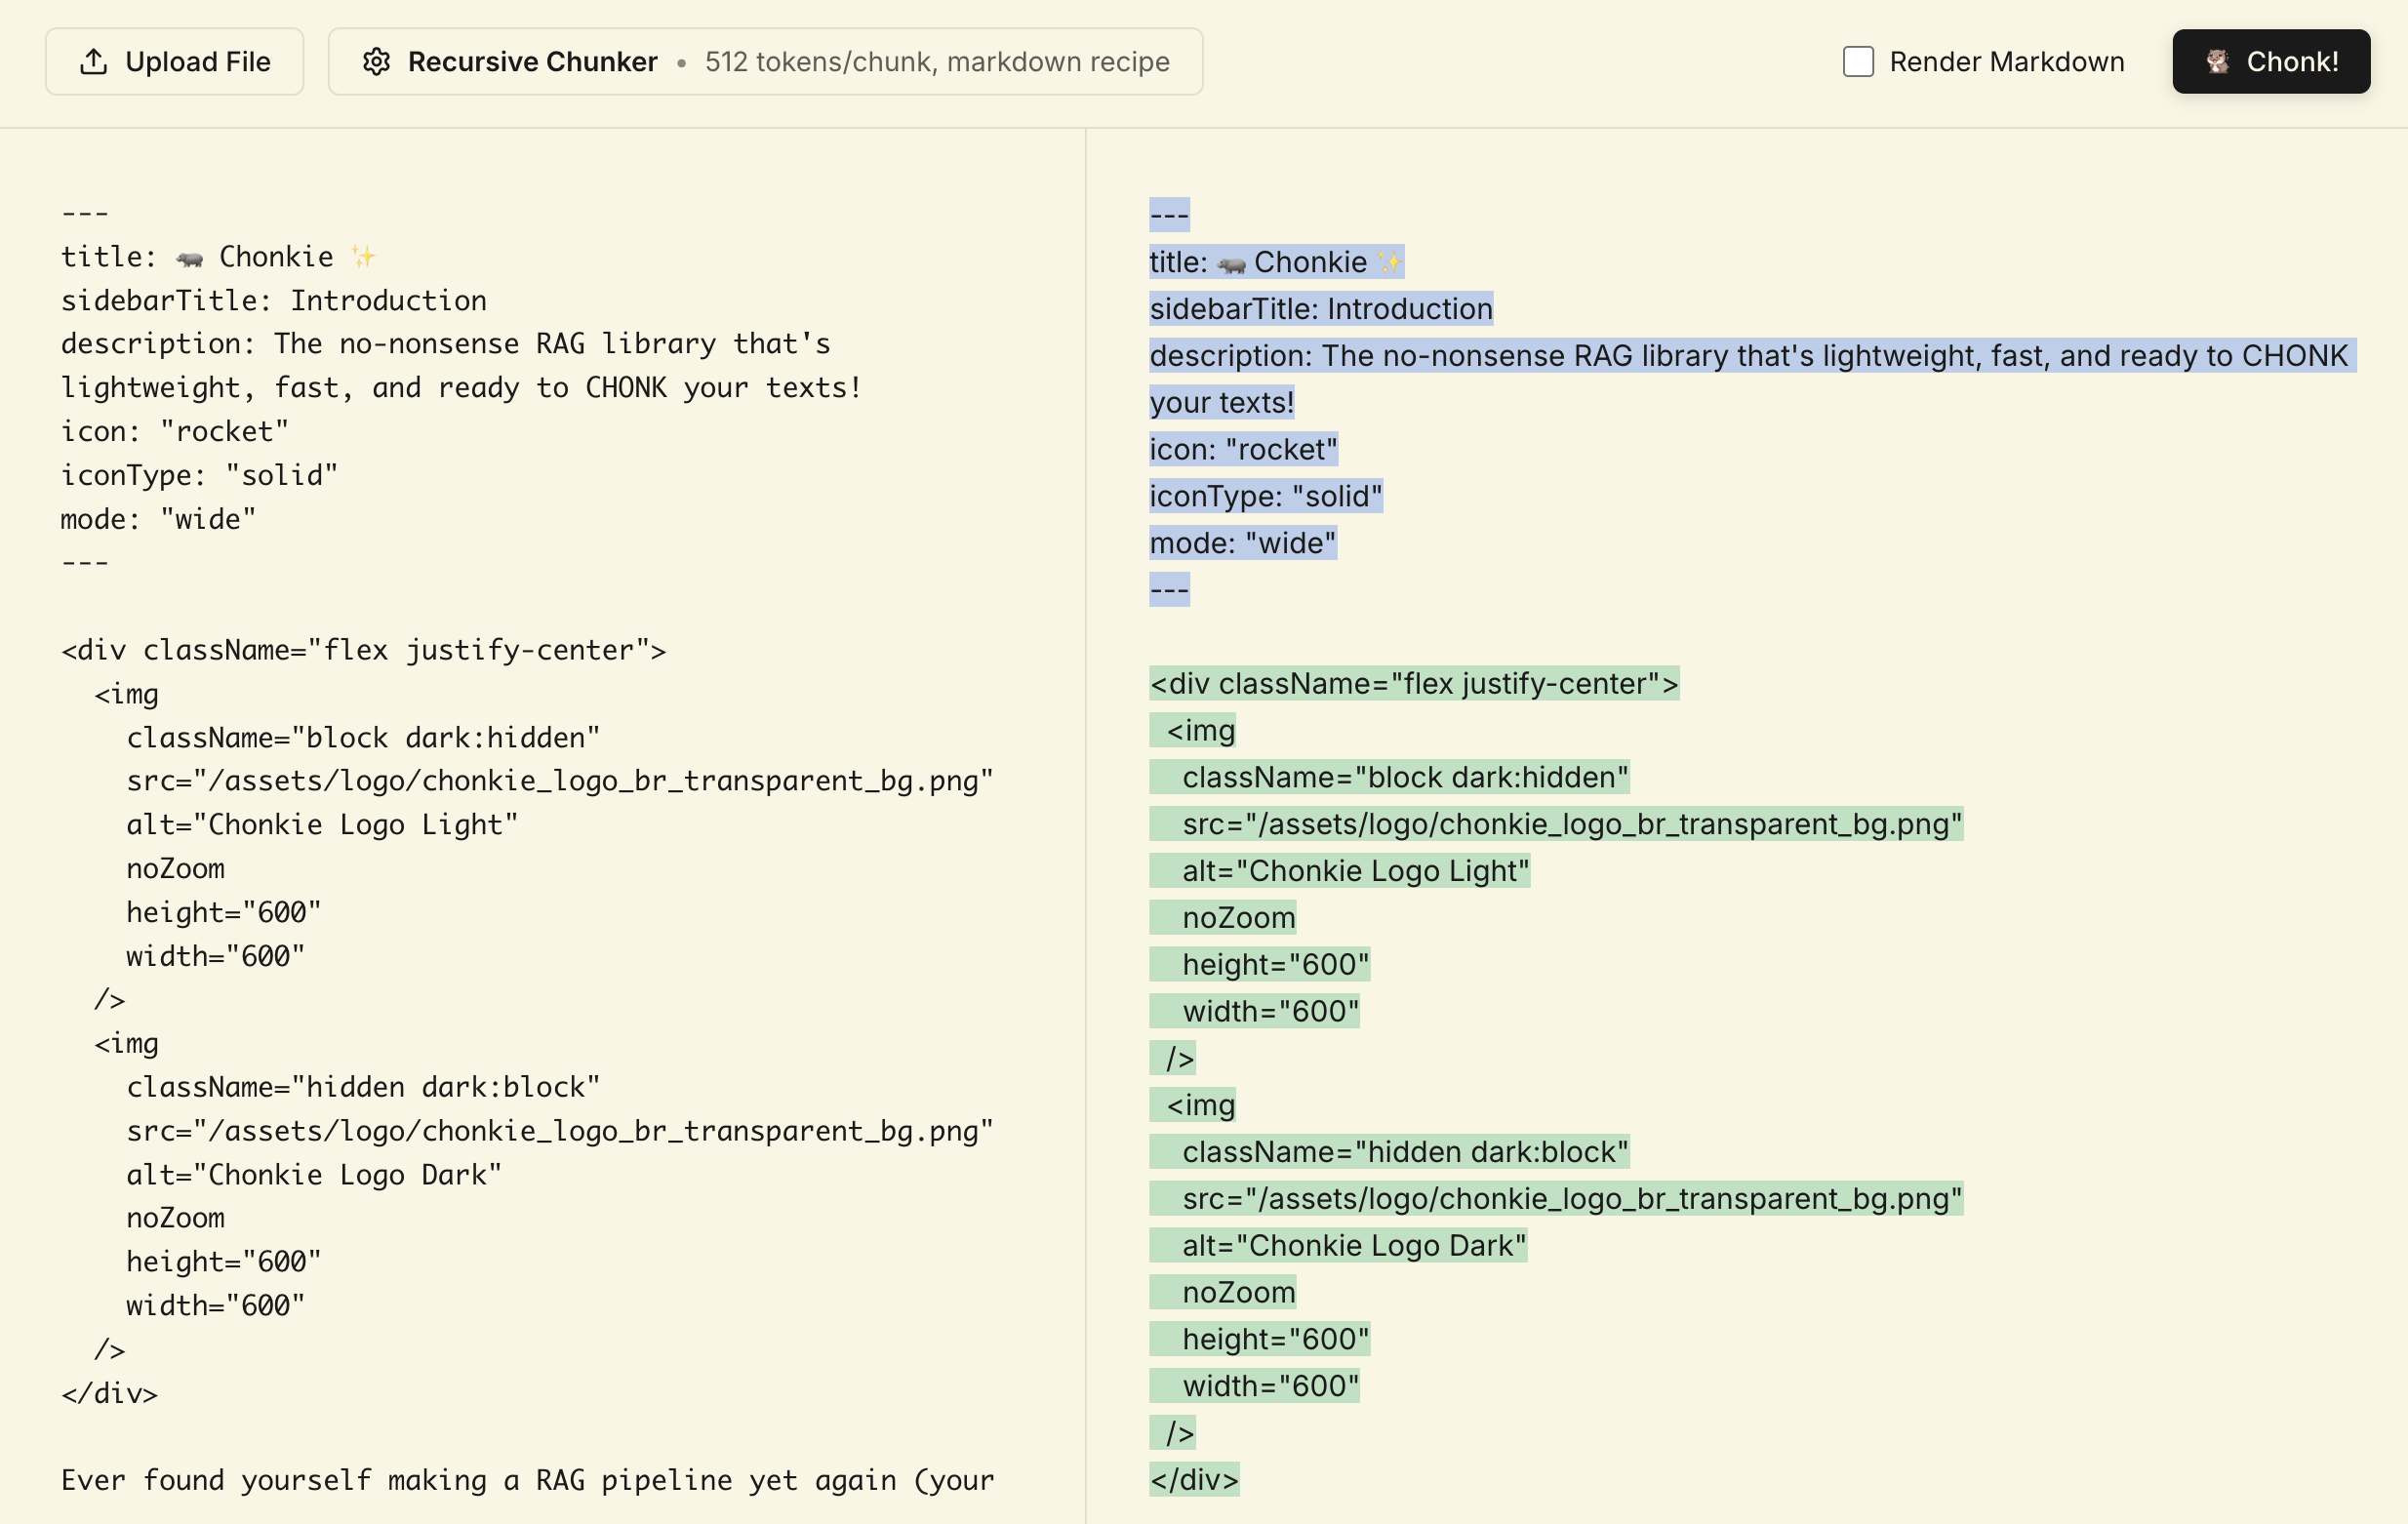 Upload File
Recursive Chunker • 512 tokens/chunk, markdown recipe
Render Markdown
🐿️ Chonk!
---
title: 🦛 Chonkie ✨
sidebarTitle: Introduction
description: The no-nonsense RAG library that's
lightweight, fast, and ready to CHONK your texts!
icon: "rocket"
iconType: "solid"
mode: "wide"
---
<div className="flex justify-center">
  <img
    className="block dark:hidden"
    src="/assets/logo/chonkie_logo_br_transparent_bg.png"
    alt="Chonkie Logo Light"
    noZoom
    height="600"
    width="600"
  />
  <img
    className="hidden dark:block"
    src="/assets/logo/chonkie_logo_br_transparent_bg.png"
    alt="Chonkie Logo Dark"
    noZoom
    height="600"
    width="600"
  />
</div>
Ever found yourself making a RAG pipeline yet again (your
---
title: 🦛 Chonkie ✨
sidebarTitle: Introduction
description: The no-nonsense RAG library that's lightweight, fast, and ready to CHONK
your texts!
icon: "rocket"
iconType: "solid"
mode: "wide"
---
<div className="flex justify-center">
  <img
    className="block dark:hidden"
    src="/assets/logo/chonkie_logo_br_transparent_bg.png"
    alt="Chonkie Logo Light"
    noZoom
    height="600"
    width="600"
  />
  <img
    className="hidden dark:block"
    src="/assets/logo/chonkie_logo_br_transparent_bg.png"
    alt="Chonkie Logo Dark"
    noZoom
    height="600"
    width="600"
  />
</div>